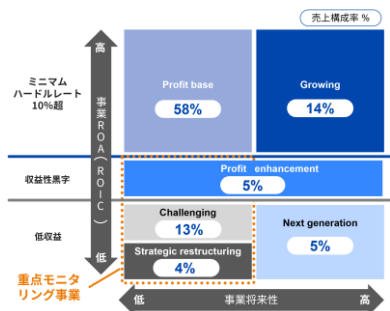 売上構成率 %
高
ミニマム
ハードルレート
10%超
Profit base
58%
Growing
14%
事業ROA(ROIC)
収益性黒字
Profit enhancement
5%
低収益
Challenging
13%
Next generation
5%
Strategic restructuring
4%
低
重点モニタ
リング事業
低
事業将来性
高